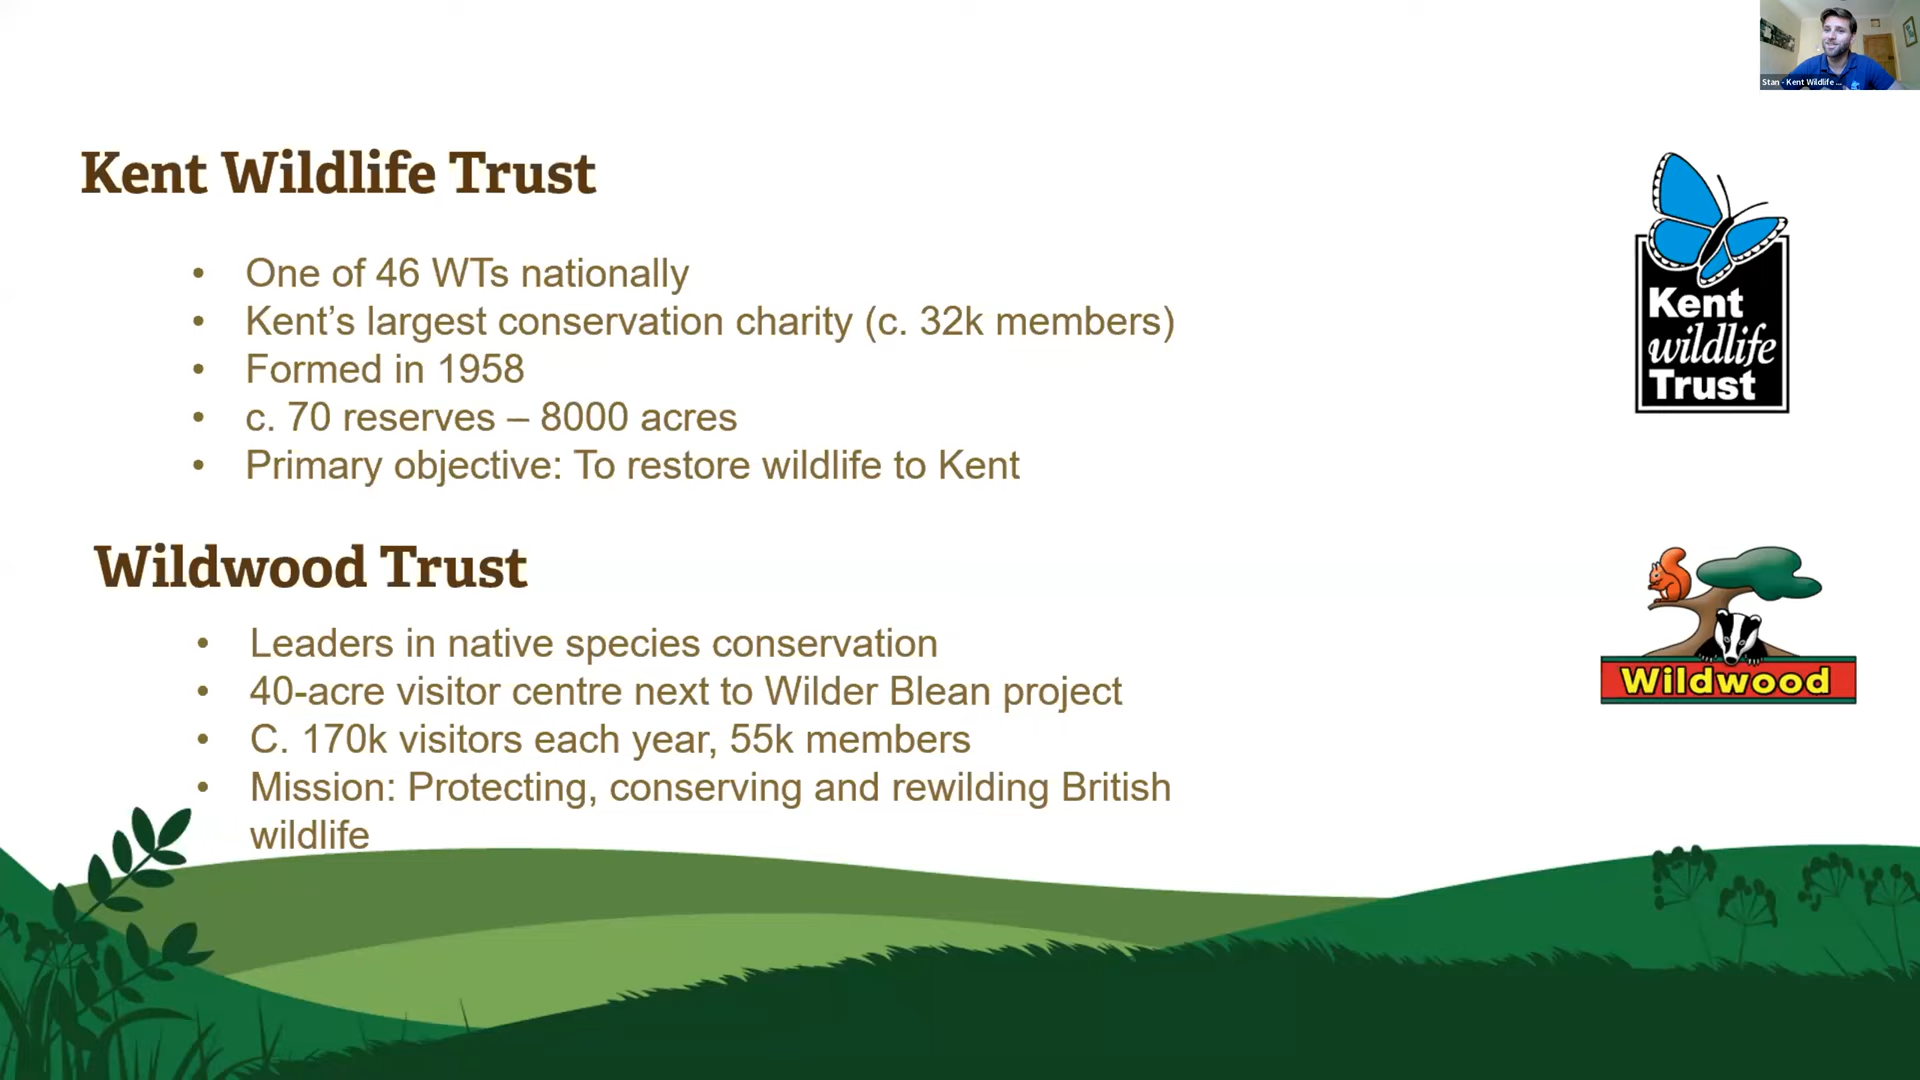 Stan - Kent Wildlife ...
Kent Wildlife Trust
• One of 46 WTs nationally
• Kent’s largest conservation charity (c. 32k members)
• Formed in 1958
• c. 70 reserves – 8000 acres
• Primary objective: To restore wildlife to Kent
Kent
wildlife
Trust
Wildwood Trust
• Leaders in native species conservation
• 40-acre visitor centre next to Wilder Blean project
• C. 170k visitors each year, 55k members
• Mission: Protecting, conserving and rewilding British
wildlife
Wildwood